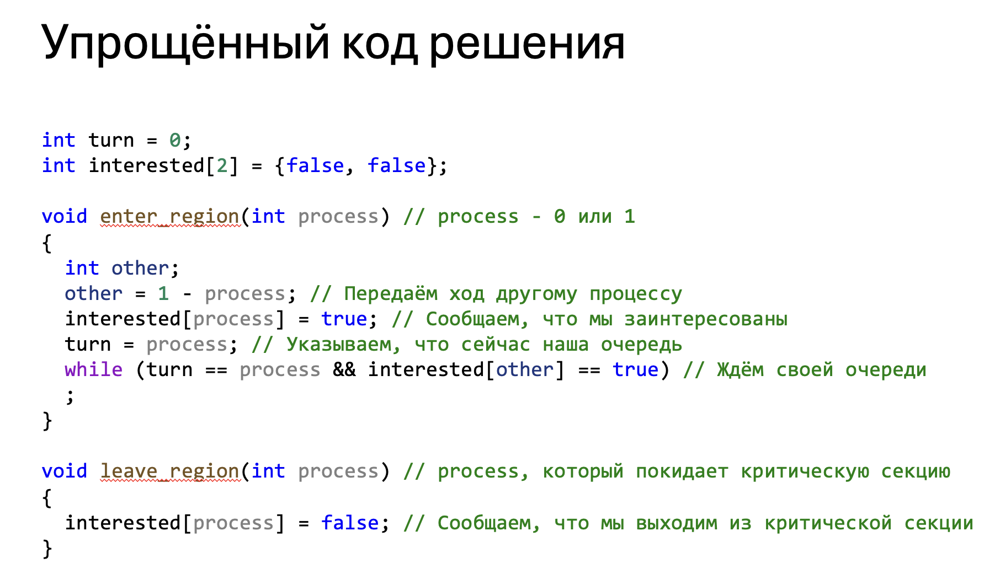 Упрощённый код решения
int turn = 0;
int interested[2] = {false, false};
void enter_region(int process) // process - 0 или 1
{
int other;
other = 1 - process; // Передаём ход другому процессу
interested[process] = true; // Сообщаем, что мы заинтересованы
turn = process; // Указываем, что сейчас наша очередь
while (turn == process && interested[other] == true) // Ждём своей очереди
;
}
void leave_region(int process) // process, который покидает критическую секцию
{
interested[process] = false; // Сообщаем, что мы выходим из критической секции
}